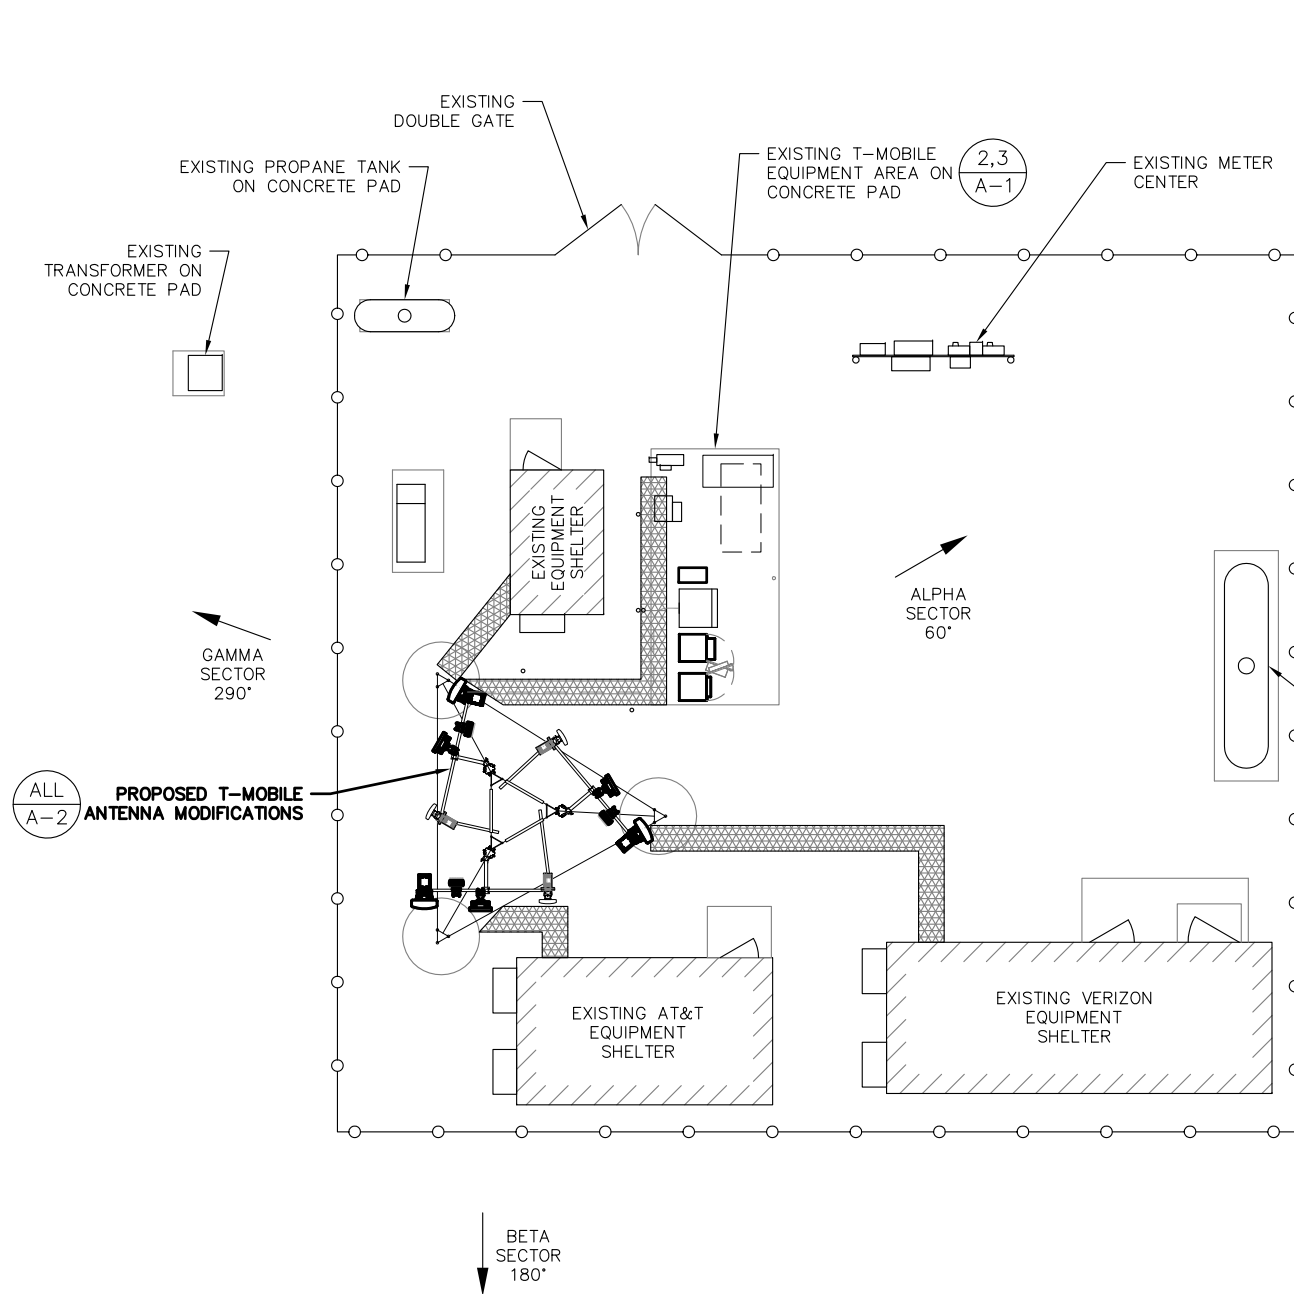 EXISTING
DOUBLE GATE
EXISTING PROPANE TANK
ON CONCRETE PAD
EXISTING T-MOBILE
EQUIPMENT AREA ON
CONCRETE PAD
2,3
A-1
EXISTING METER
CENTER
EXISTING
TRANSFORMER ON
CONCRETE PAD
EXISTING
EQUIPMENT
SHELTER
ALPHA
SECTOR
60°
GAMMA
SECTOR
290°
ALL
A-2
PROPOSED T-MOBILE
ANTENNA MODIFICATIONS
EXISTING AT&T
EQUIPMENT
SHELTER
EXISTING VERIZON
EQUIPMENT
SHELTER
BETA
SECTOR
180°